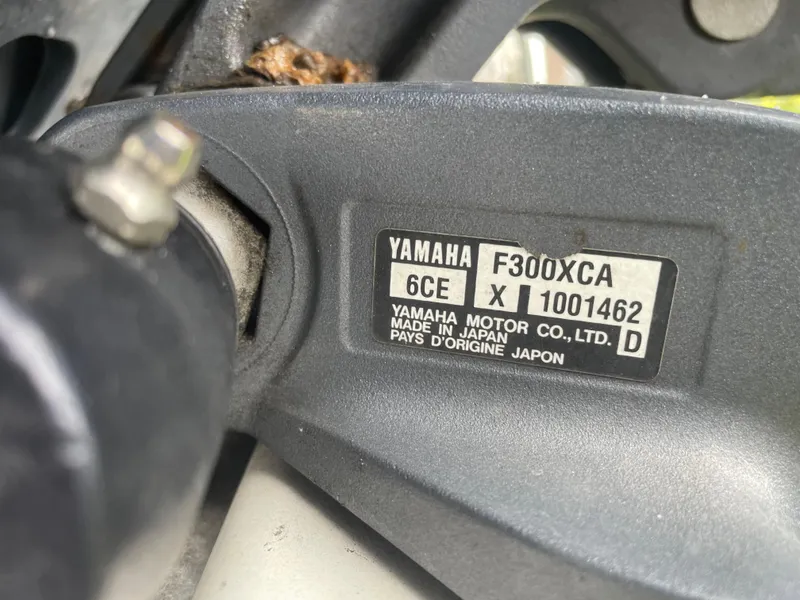 YAMAHA F300XCA
6CE X 1001462
YAMAHA MOTOR CO., LTD. D
MADE IN JAPAN
PAYS D'ORIGINE JAPON